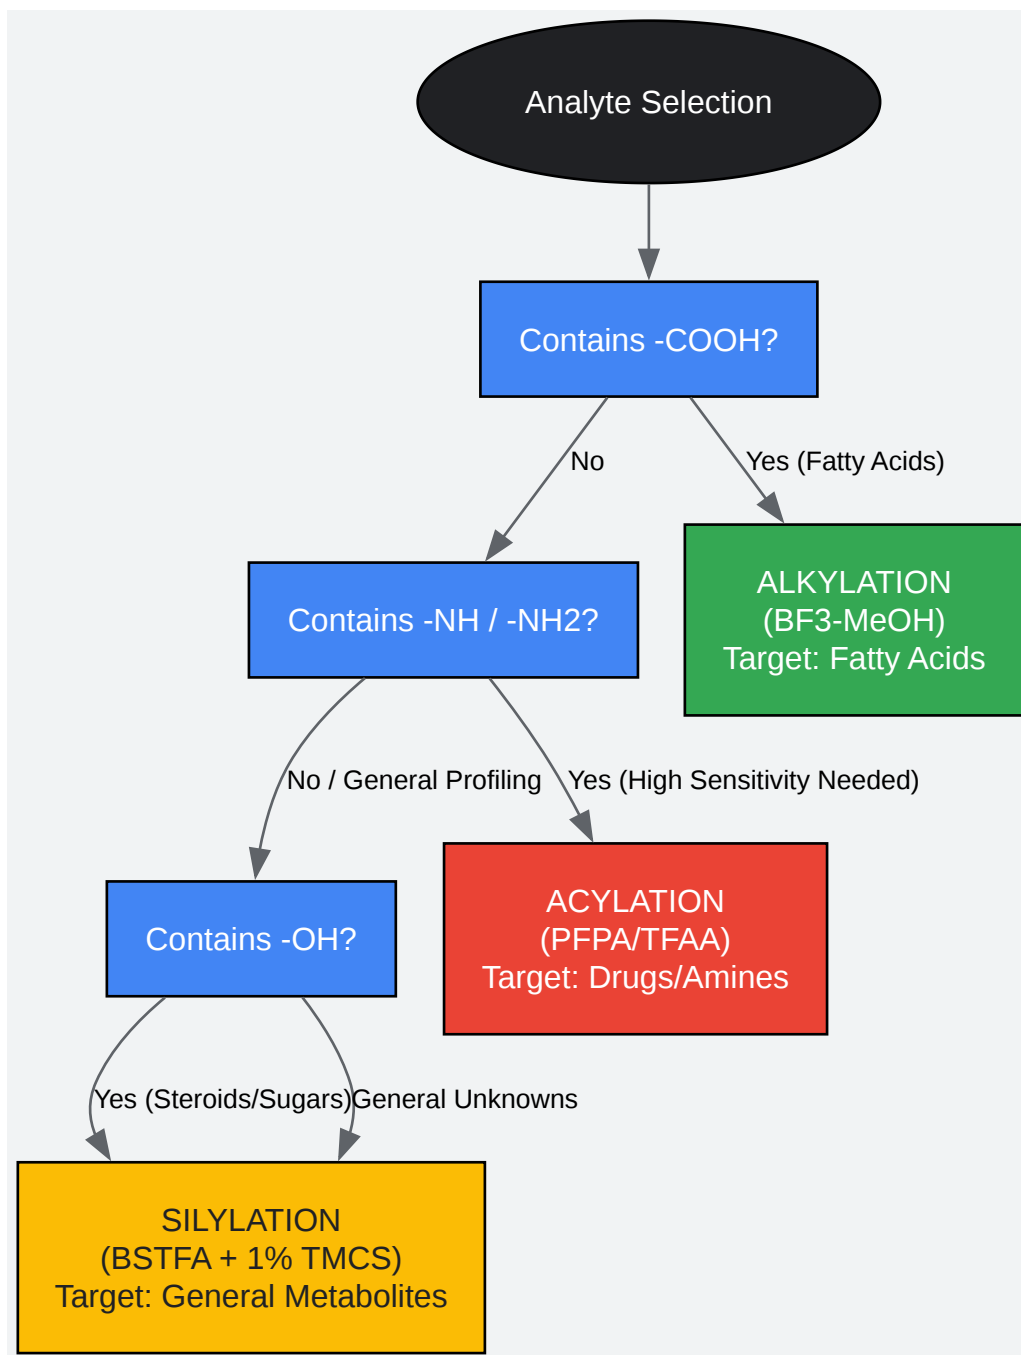 Analyte Selection
Contains -COOH?
No
Yes (Fatty Acids)
ALKYLATION
(BF3-MeOH)
Target: Fatty Acids
Contains -NH / -NH2?
No / General Profiling
Yes (High Sensitivity Needed)
ACYLATION
(PFPA/TFAA)
Target: Drugs/Amines
Contains -OH?
Yes (Steroids/Sugars)
General Unknowns
SILYLATION
(BSTFA + 1% TMCS)
Target: General Metabolites